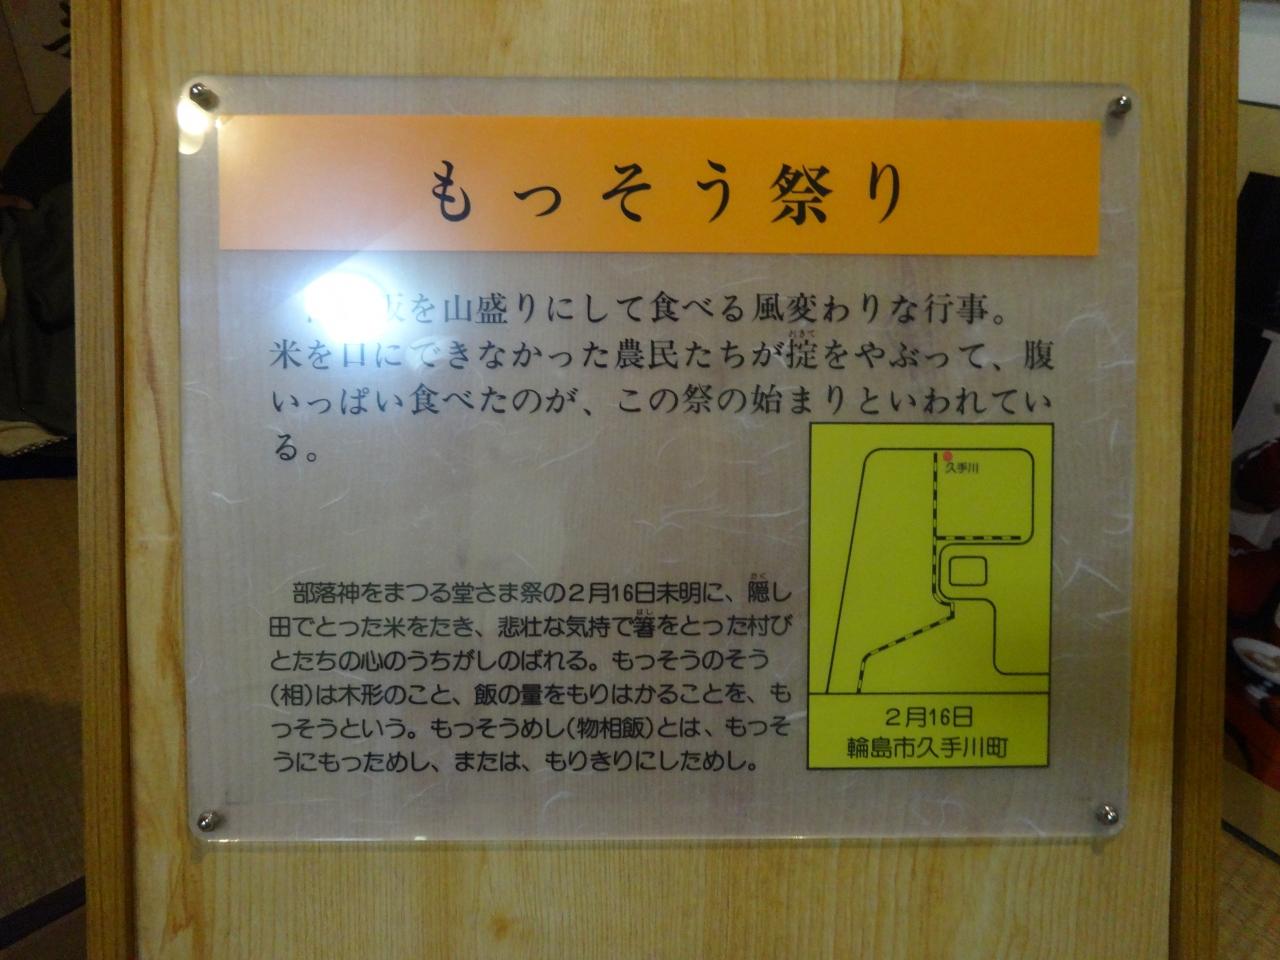 もっそう祭り
飯を山盛りにして食べる風変わりな行事。
米を口にできなかった農民たちが掟をやぶって、腹
おきて
いっぱい食べたのが、この祭の始まりといわれてい
る。
久手川
部落神をまつる堂さま祭の2月16日未明に、隠し
かく
田でとった米をたき、悲壮な気持で箸をとった村び
はし
とたちの心のうちがしのばれる。もっそうのそう
(相)は木形のこと、飯の量をもりはかることを、も
っそうという。もっそうめし(物相飯)とは、もっそ
うにもっためし、または、もりきりにしためし。
2月16日
輪島市久手川町